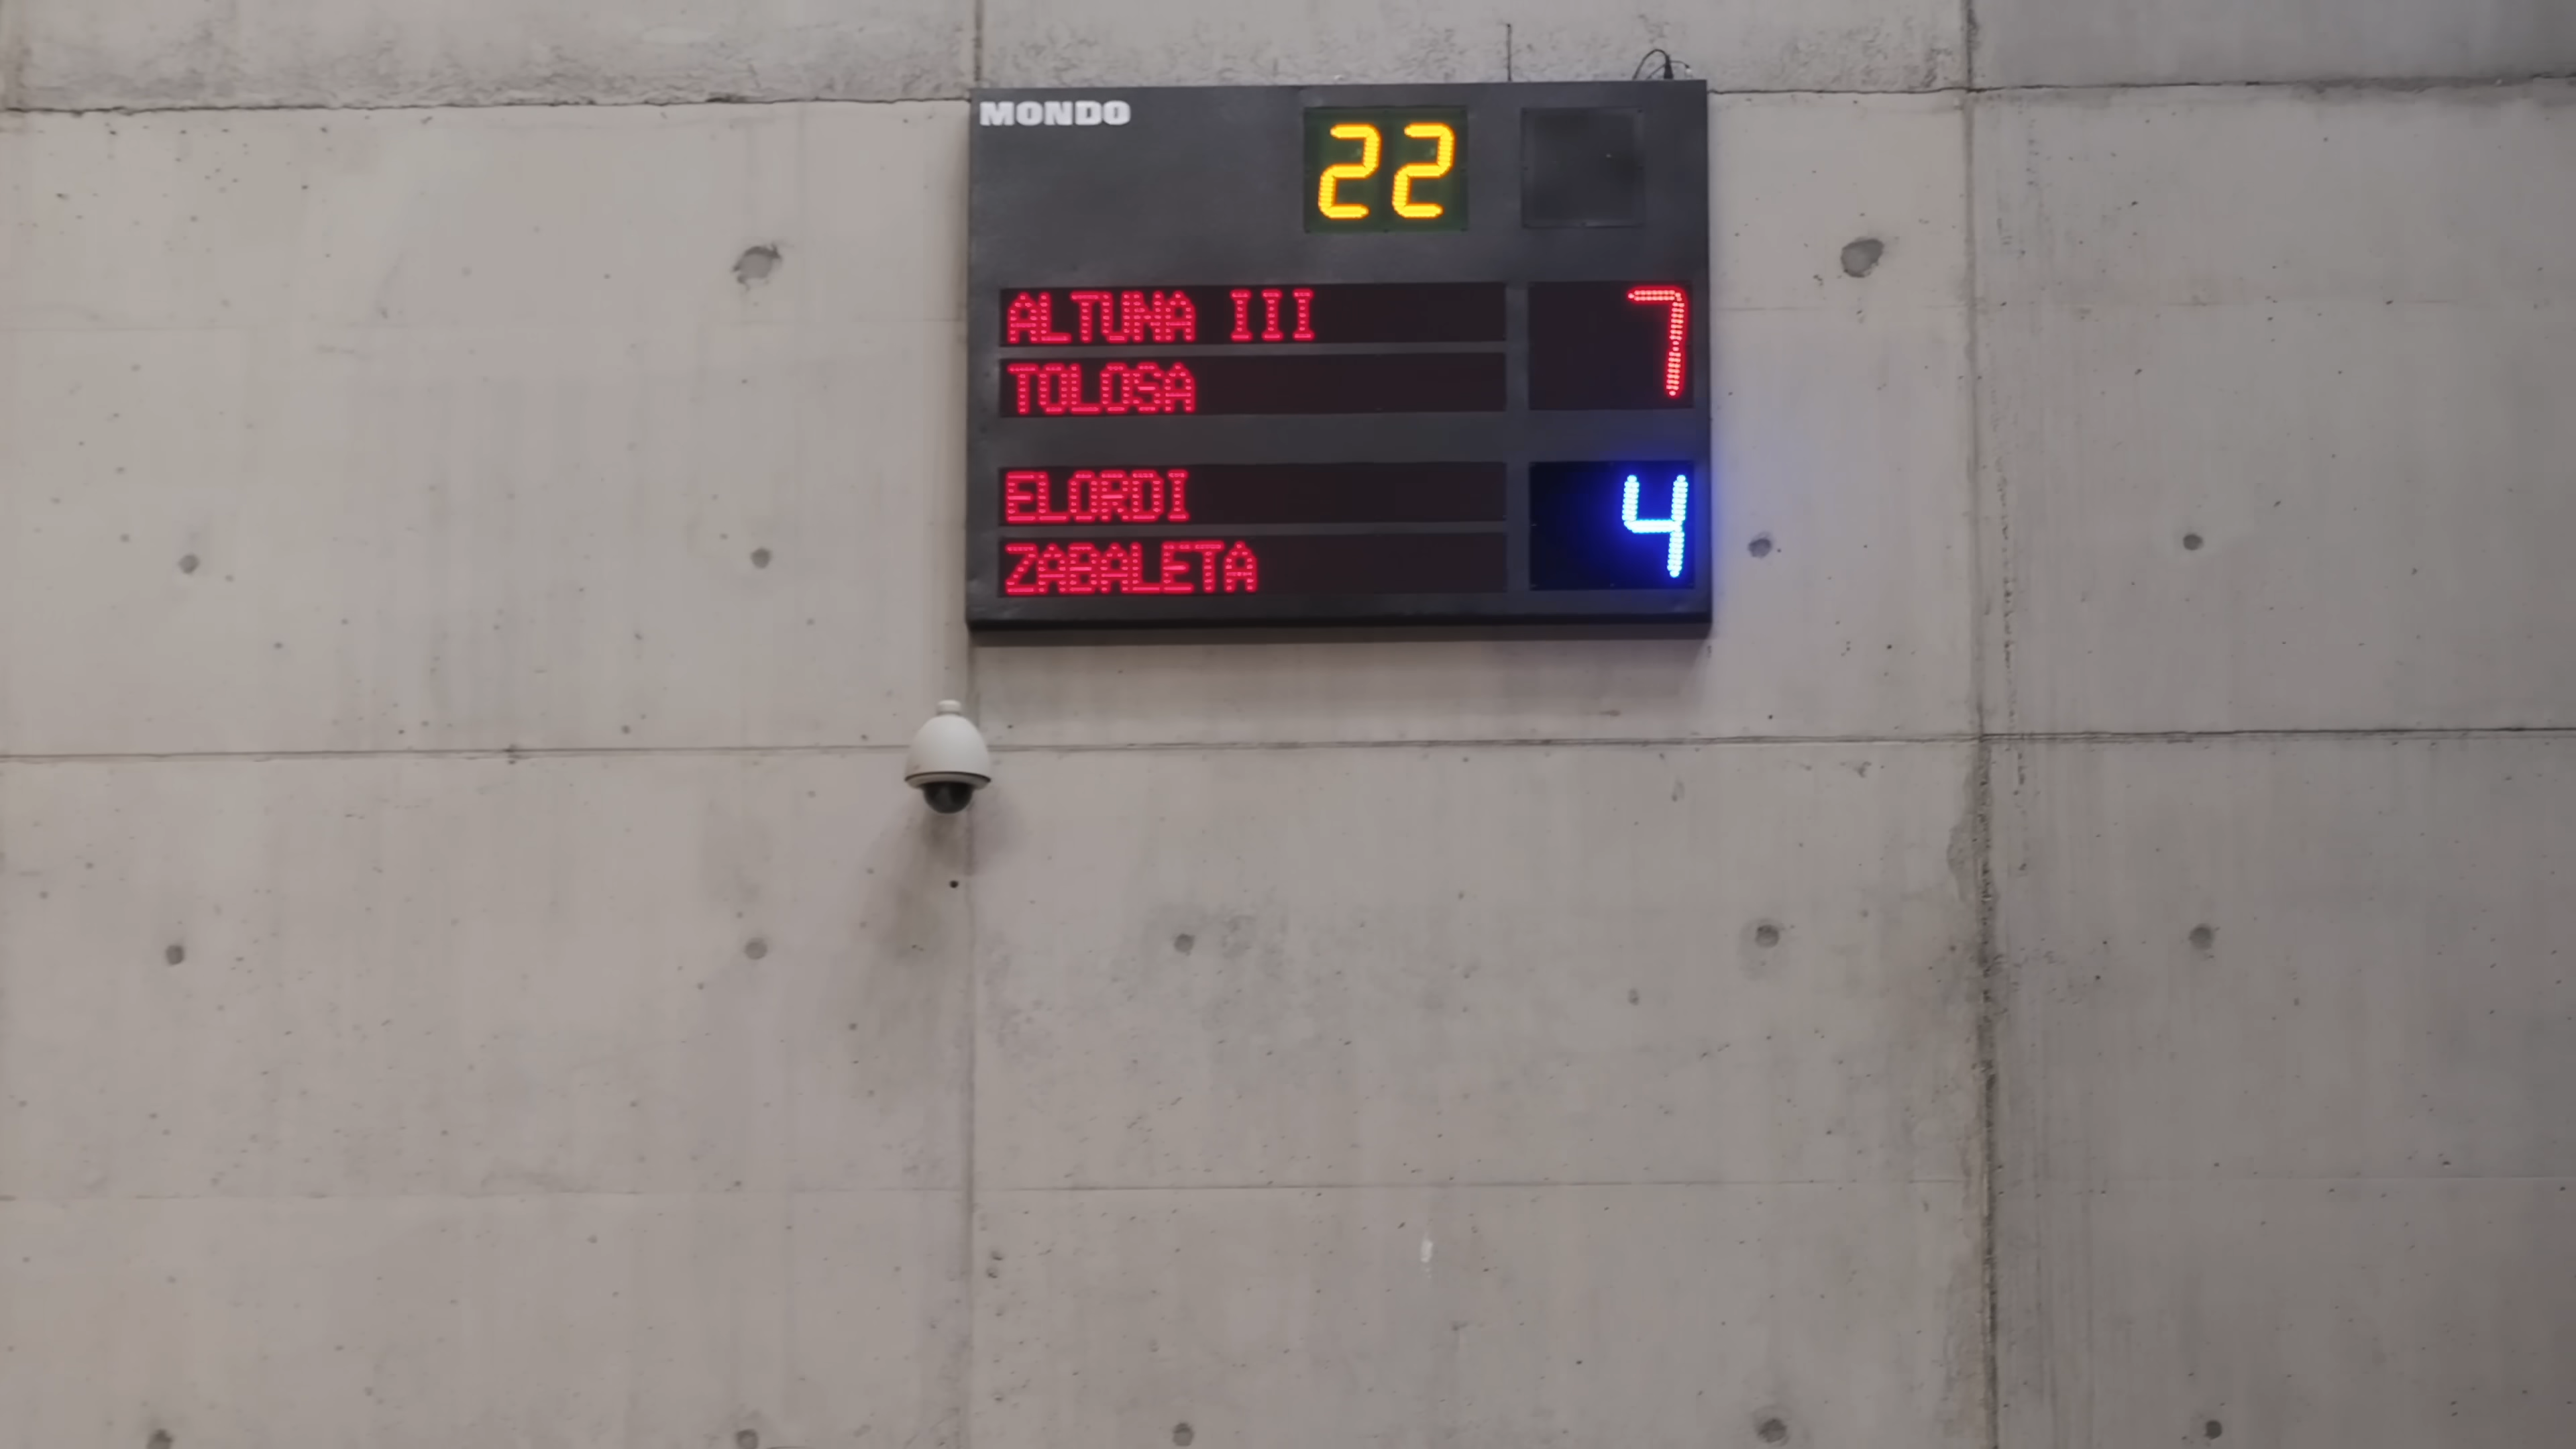 MONDO
22
ALTUNA III 7
TOLOSA
ELORDI 4
ZABALETA